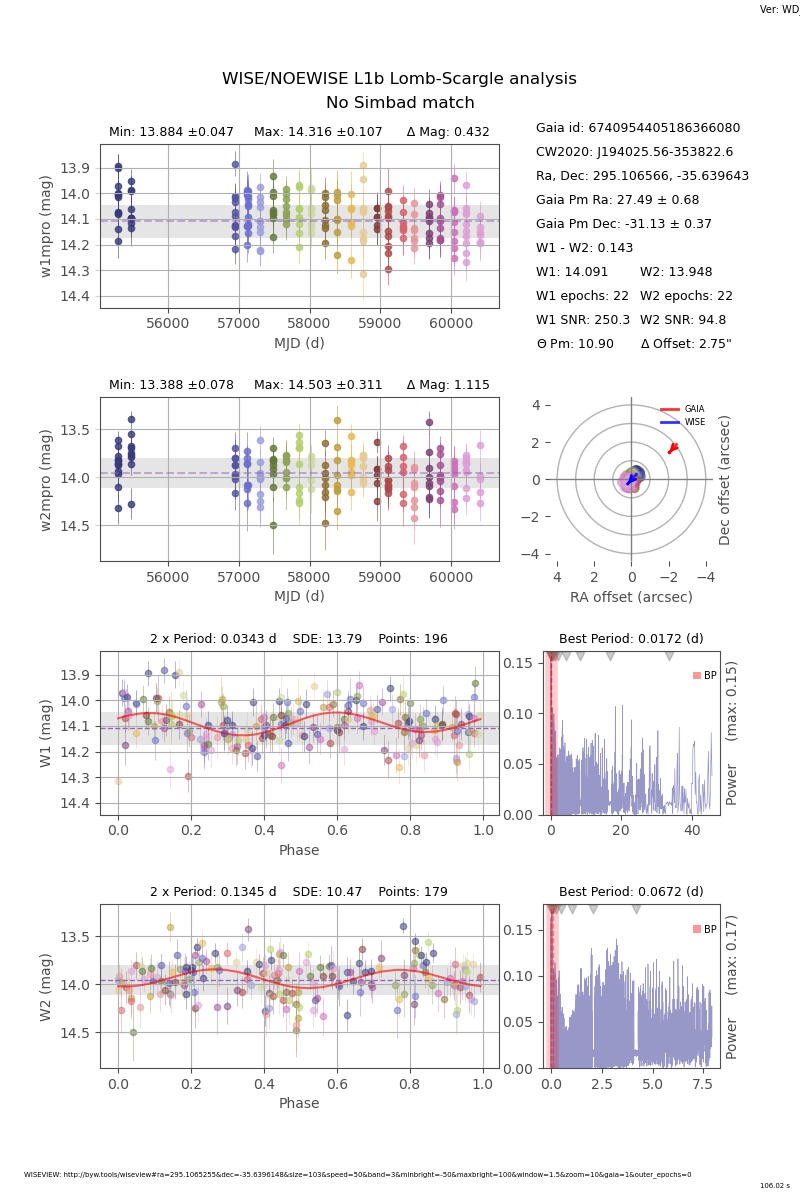 Ver: WD_
WISE/NOEWISE L1b Lomb-Scargle analysis
No Simbad match
Min: 13.884 ±0.047 Max: 14.316 ±0.107 Δ Mag: 0.432
13.9
14.0
14.1
14.2
14.3
14.4
w1mpro (mag)
56000 57000 58000 59000 60000
MJD (d)
Gaia id: 6740954405186366080
CW2020: J194025.56-353822.6
Ra, Dec: 295.106566, -35.639643
Gaia Pm Ra: 27.49 ± 0.68
Gaia Pm Dec: -31.13 ± 0.37
W1 - W2: 0.143
W1: 14.091 W2: 13.948
W1 epochs: 22 W2 epochs: 22
W1 SNR: 250.3 W2 SNR: 94.8
Θ Pm: 10.90 Δ Offset: 2.75"
Min: 13.388 ±0.078 Max: 14.503 ±0.311 Δ Mag: 1.115
13.5
14.0
14.5
w2mpro (mag)
56000 57000 58000 59000 60000
MJD (d)
GAIA
WISE
4
2
0
−2
−4
4 2 0 −2 −4
RA offset (arcsec)
Dec offset (arcsec)
2 x Period: 0.0343 d SDE: 13.79 Points: 196
13.9
14.0
14.1
14.2
14.3
14.4
W1 (mag)
0.0 0.2 0.4 0.6 0.8 1.0
Phase
Best Period: 0.0172 (d)
BP
0.15
0.10
0.05
0.00
0 20 40
Power (max: 0.15)
2 x Period: 0.1345 d SDE: 10.47 Points: 179
13.5
14.0
14.5
W2 (mag)
0.0 0.2 0.4 0.6 0.8 1.0
Phase
Best Period: 0.0672 (d)
BP
0.15
0.10
0.05
0.00
0.0 2.5 5.0 7.5
Power (max: 0.17)
WISEVIEW: http://byw.tools/wiseview#ra=295.1065255&dec=-35.6396148&size=103&speed=50&band=3&minbright=-50&maxbright=100&window=1.5&zoom=10&gaia=1&outer_epochs=0
106.02 s